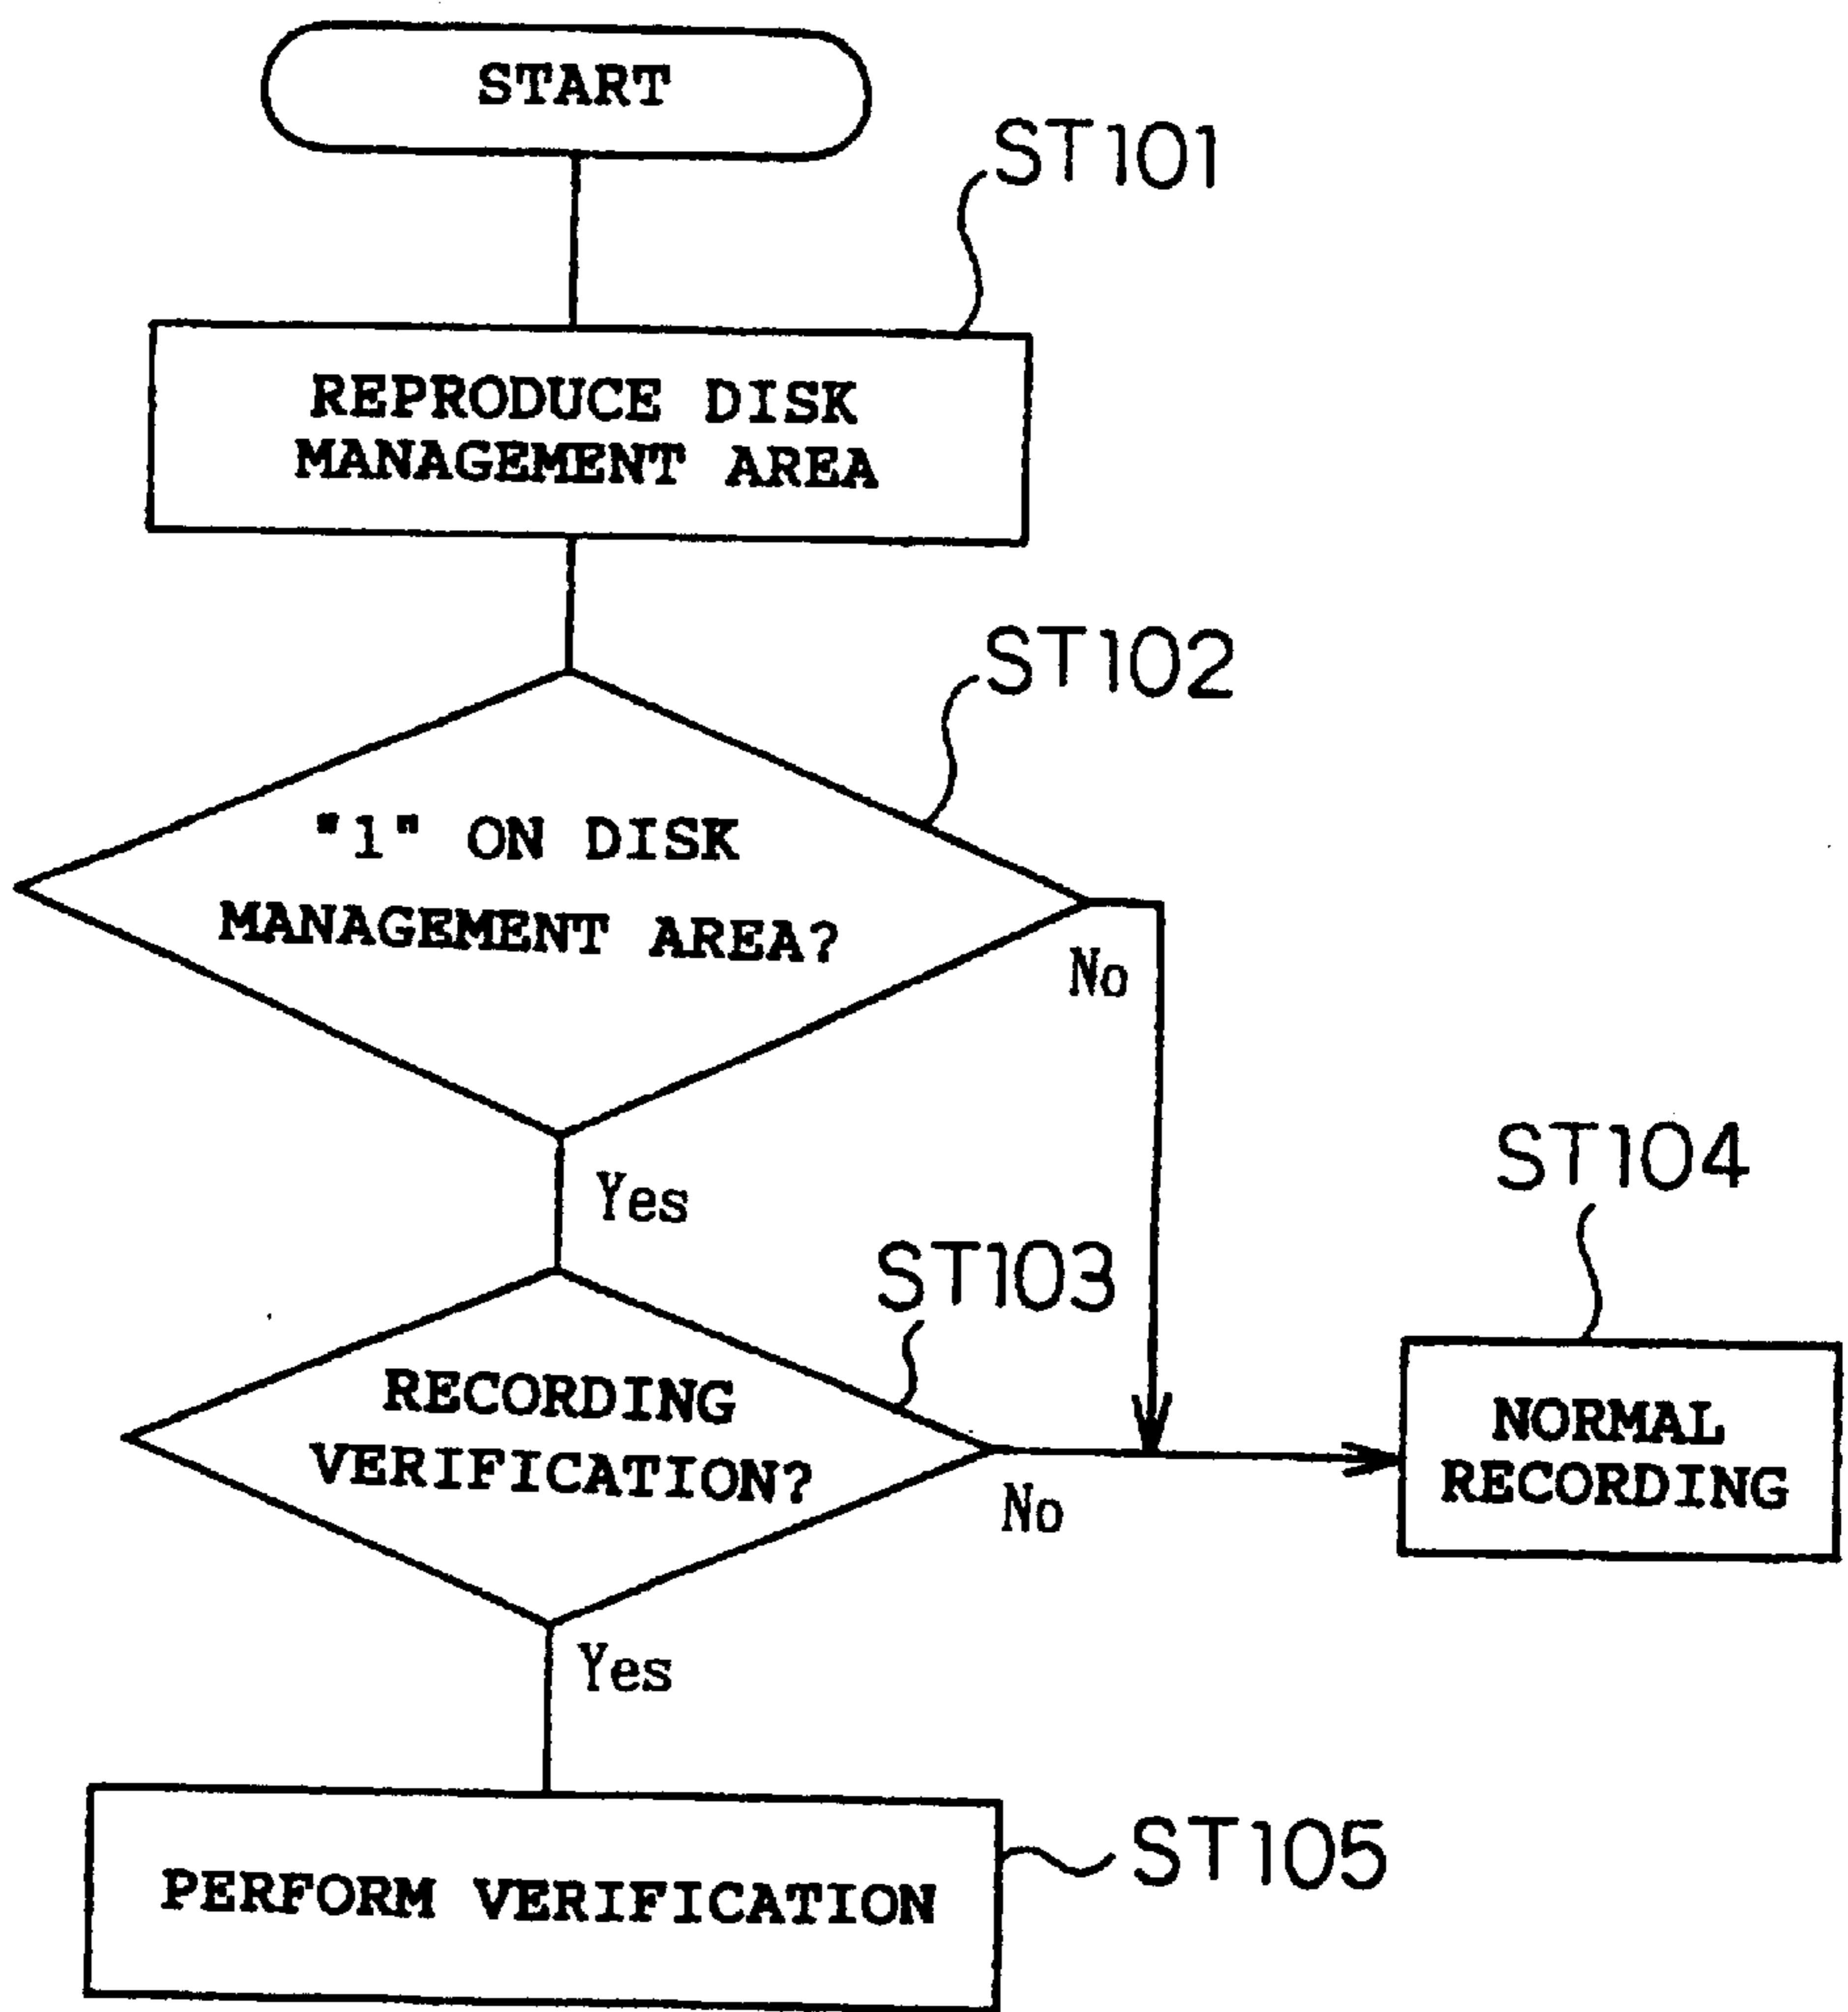 START
ST101
REPRODUCE DISK
MANAGEMENT AREA
ST102
"1" ON DISK
MANAGEMENT AREA?
No
Yes
ST103
ST104
RECORDING
VERIFICATION?
No
NORMAL
RECORDING
Yes
PERFORM VERIFICATION
ST105